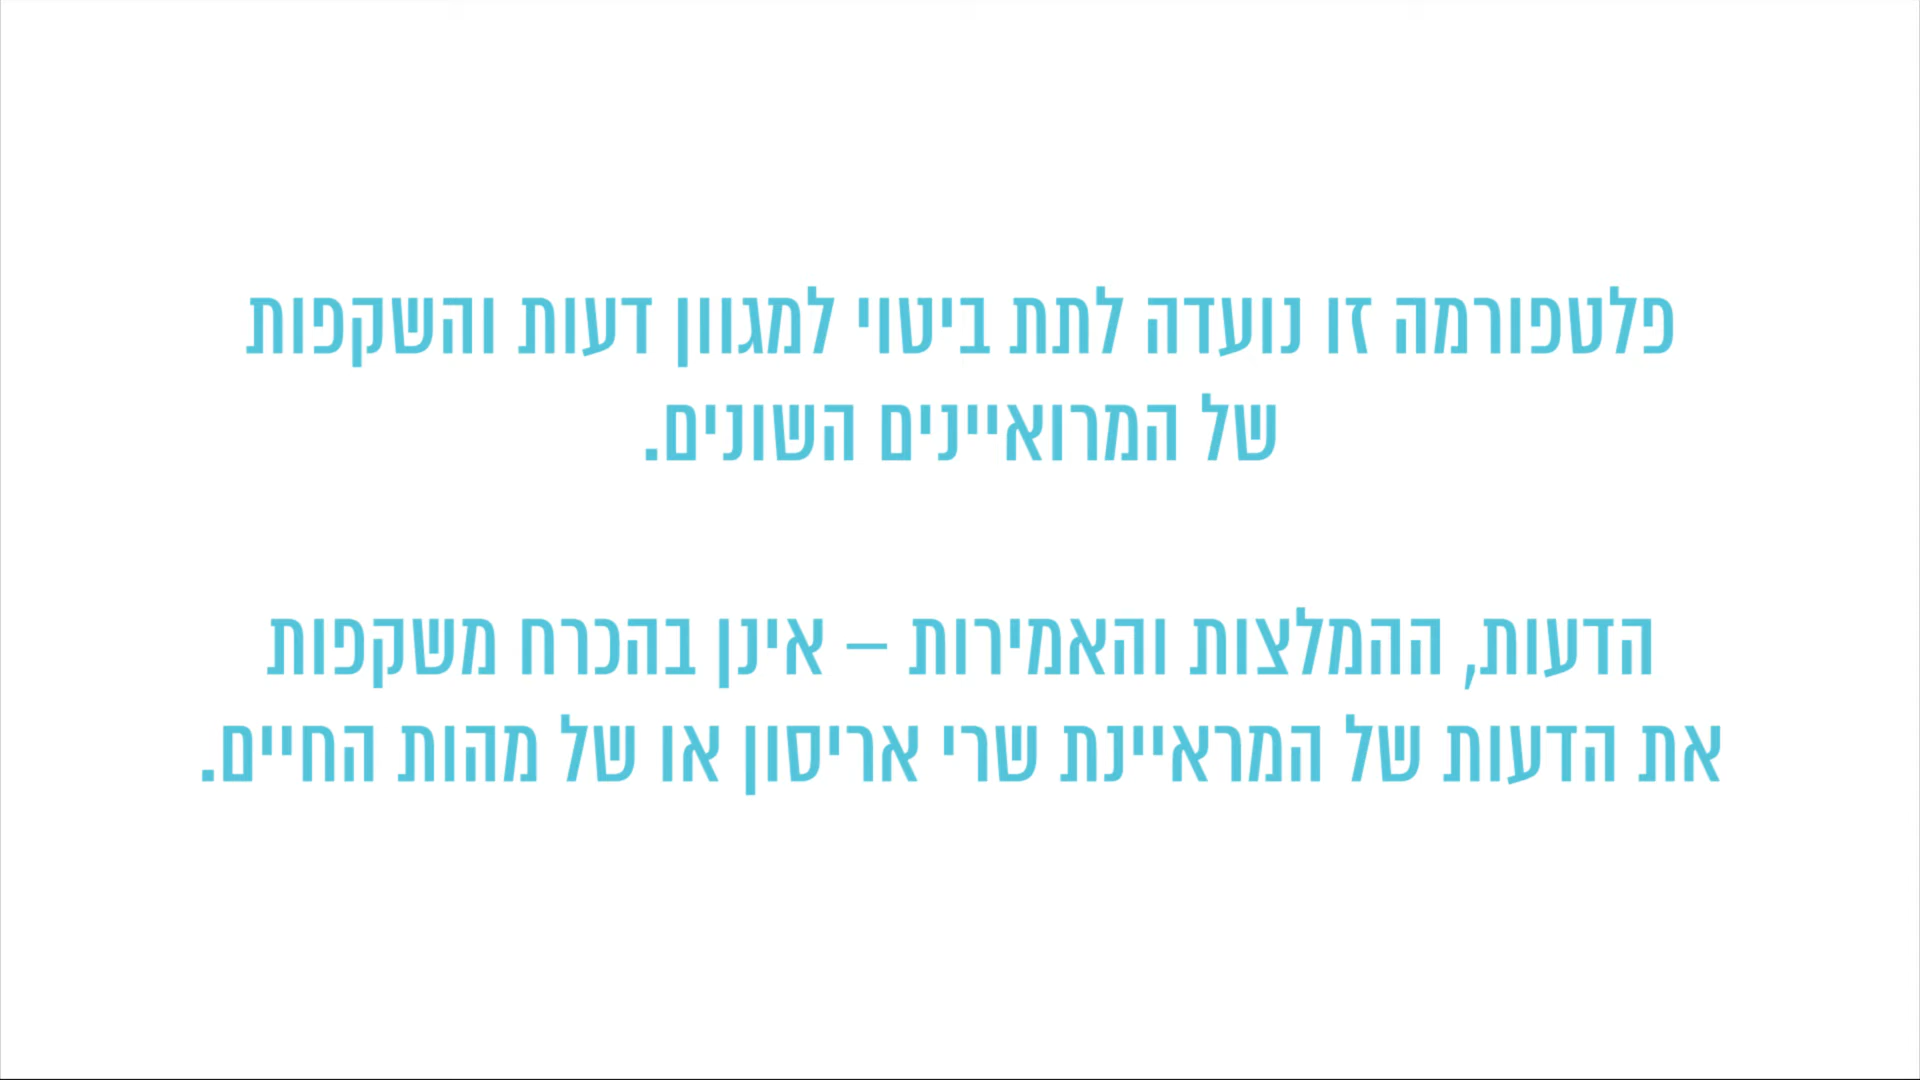 פלטפורמה זו נועדה לתת ביטוי למגוון דעות והשקפות
של המרואיינים השונים.
הדעות, ההמלצות והאמירות – אינן בהכרח משקפות
את הדעות של המראיינת שרי אריסון או של מהות החיים.